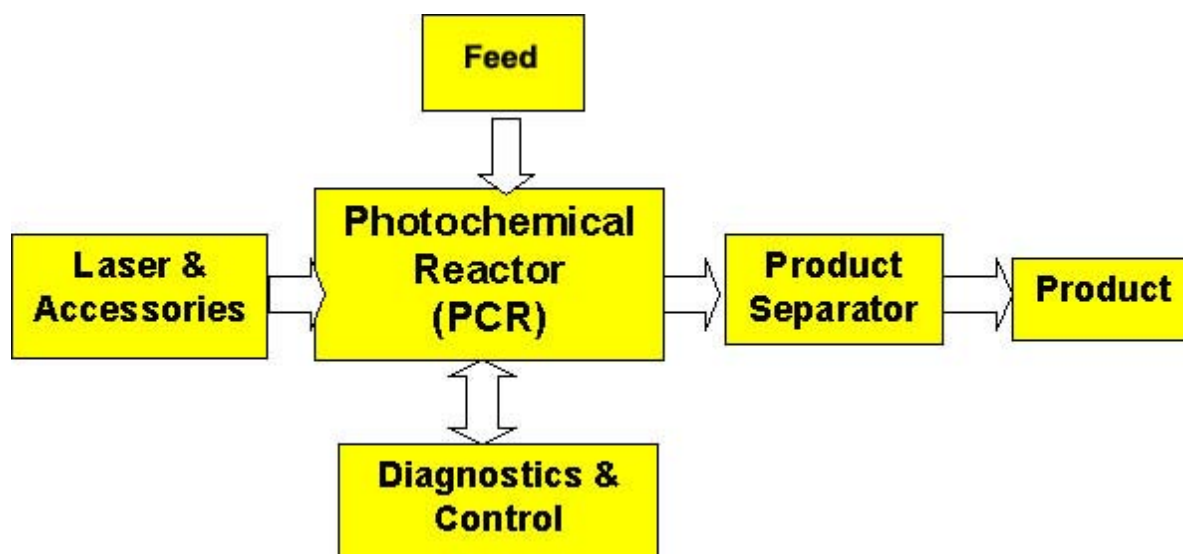 Feed
Photochemical
Reactor
(PCR)
Laser &
Accessories
Product
Separator
Product
Diagnostics &
Control